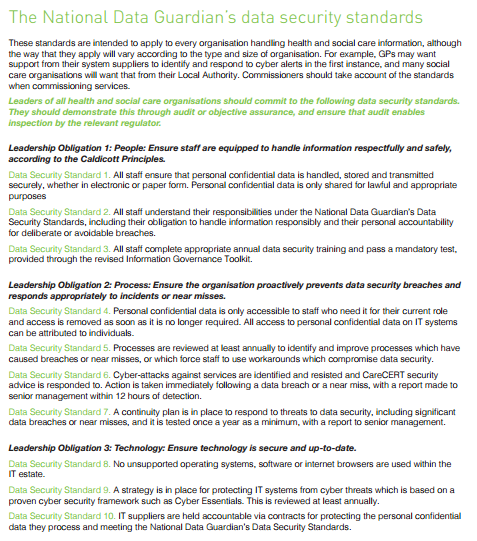 The National Data Guardian's data security standards
These standards are intended to apply to every organisation handling health and social care information, although
the way that they apply will vary according to the type and size of organisation. For example, GPs may want
support from their system suppliers to identify and respond to cyber alerts in the first instance, and many social
care organisations will want that from their Local Authority. Commissioners should take account of the standards
when commissioning services.
Leaders of all health and social care organisations should commit to the following data security standards.
They should demonstrate this through audit or objective assurance, and ensure that audit enables
inspection by the relevant regulator.
Leadership Obligation 1: People: Ensure staff are equipped to handle information respectfully and safely,
according to the Caldicott Principles.
Data Security Standard 1. All staff ensure that personal confidential data is handled, stored and transmitted
securely, whether in electronic or paper form. Personal confidential data is only shared for lawful and appropriate
purposes
Data Security Standard 2. All staff understand their responsibilities under the National Data Guardian's Data
Security Standards, including their obligation to handle information responsibly and their personal accountability
for deliberate or avoidable breaches.
Data Security Standard 3. All staff complete appropriate annual data security training and pass a mandatory test,
provided through the revised Information Governance Toolkit.
Leadership Obligation 2: Process: Ensure the organisation proactively prevents data security breaches and
responds appropriately to incidents or near misses.
Data Security Standard 4. Personal confidential data is only accessible to staff who need it for their current role
and access is removed as soon as it is no longer required. All access to personal confidential data on IT systems
can be attributed to individuals.
Data Security Standard 5. Processes are reviewed at least annually to identify and improve processes which have
caused breaches or near misses, or which force staff to use workarounds which compromise data security.
Data Security Standard 6. Cyber-attacks against services are identified and resisted and CareCERT security
advice is responded to. Action is taken immediately following a data breach or a near miss, with a report made to
senior management within 12 hours of detection.
Data Security Standard 7. A continuity plan is in place to respond to threats to data security, including significant
data breaches or near misses, and it is tested once a year as a minimum, with a report to senior management.
Leadership Obligation 3: Technology: Ensure technology is secure and up-to-date.
Data Security Standard 8. No unsupported operating systems, software or internet browsers are used within the
IT estate.
Data Security Standard 9. A strategy is in place for protecting IT systems from cyber threats which is based on a
proven cyber security framework such as Cyber Essentials. This is reviewed at least annually.
Data Security Standard 10. IT suppliers are held accountable via contracts for protecting the personal confidential
data they process and meeting the National Data Guardian's Data Security Standards.